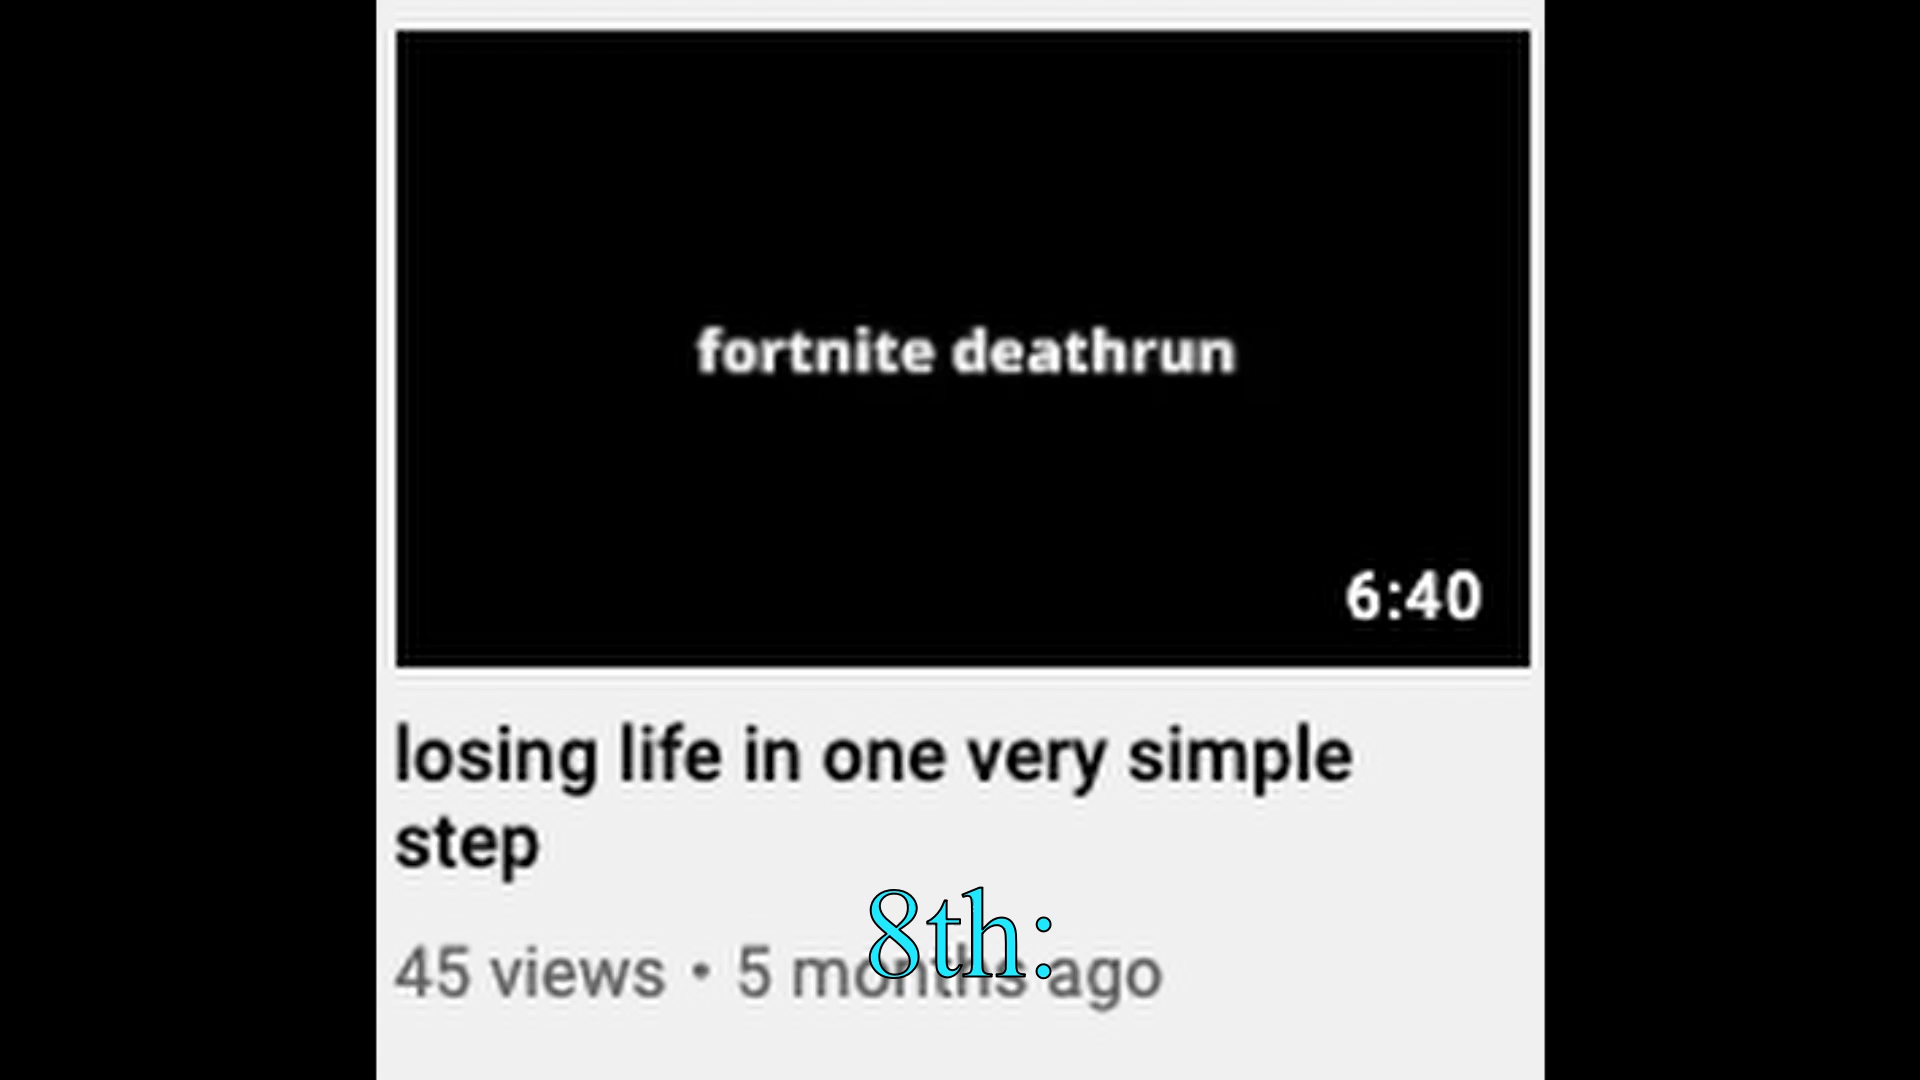 fortnite deathrun
6:40
losing life in one very simple
step
8th:
45 views • 5 months ago